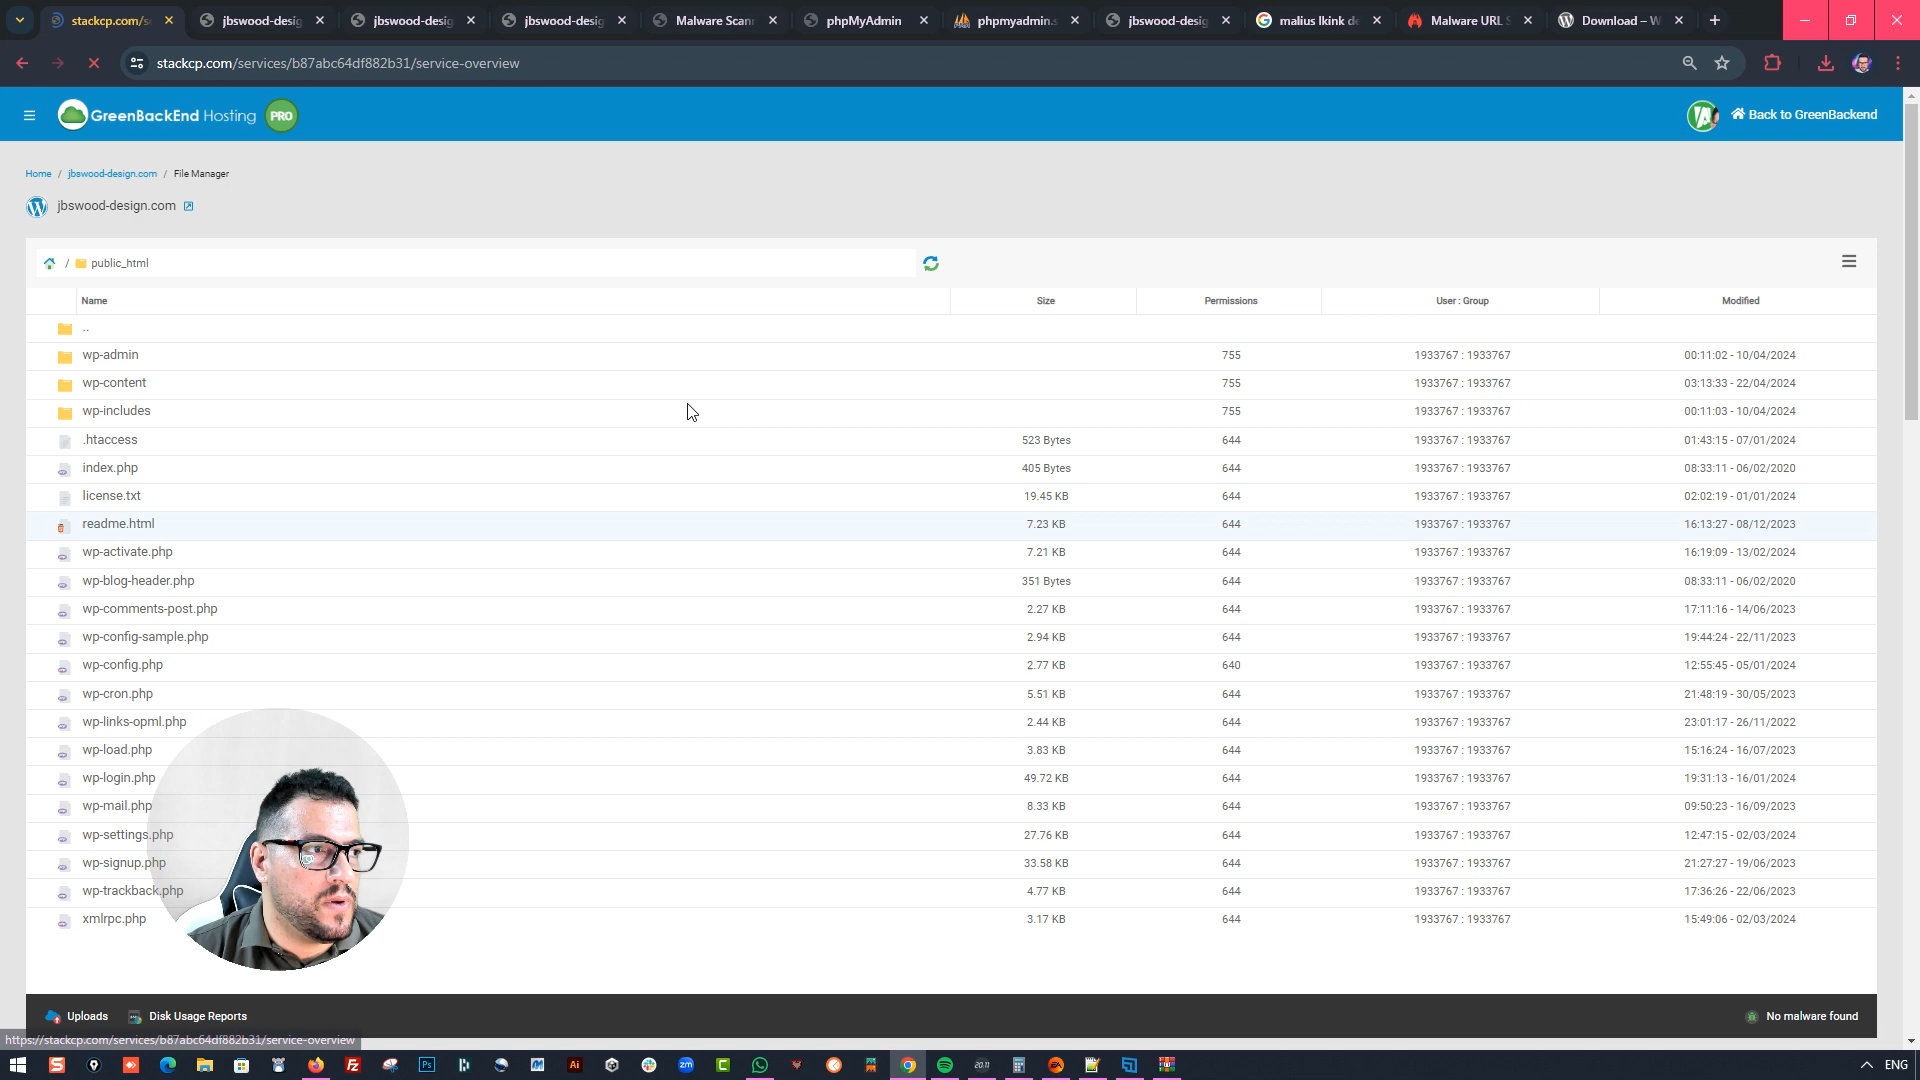 stackcp.com/s
jbswood-desig
jbswood-desig
jbswood-desig
Malware Scan
phpMyAdmin
phpmyadmin.s
jbswood-desig
malius lkink de
Malware URL S
Download – W
stackcp.com/services/b87abc64df882b31/service-overview
GreenBackEnd Hosting PRO
Back to GreenBackend
Home / jbswood-design.com / File Manager
jbswood-design.com
/ public_html
Name Size Permissions User : Group Modified
..
wp-admin 755 1933767 : 1933767 00:11:02 - 10/04/2024
wp-content 755 1933767 : 1933767 03:13:33 - 22/04/2024
wp-includes 755 1933767 : 1933767 00:11:03 - 10/04/2024
.htaccess 523 Bytes 644 1933767 : 1933767 01:43:15 - 07/01/2024
index.php 405 Bytes 644 1933767 : 1933767 08:33:11 - 06/02/2020
license.txt 19.45 KB 644 1933767 : 1933767 02:02:19 - 01/01/2024
readme.html 7.23 KB 644 1933767 : 1933767 16:13:27 - 08/12/2023
wp-activate.php 7.21 KB 644 1933767 : 1933767 16:19:09 - 13/02/2024
wp-blog-header.php 351 Bytes 644 1933767 : 1933767 08:33:11 - 06/02/2020
wp-comments-post.php 2.27 KB 644 1933767 : 1933767 17:11:16 - 14/06/2023
wp-config-sample.php 2.94 KB 644 1933767 : 1933767 19:44:24 - 22/11/2023
wp-config.php 2.77 KB 640 1933767 : 1933767 12:55:45 - 05/01/2024
wp-cron.php 5.51 KB 644 1933767 : 1933767 21:48:19 - 30/05/2023
wp-links-opml.php 2.44 KB 644 1933767 : 1933767 23:01:17 - 26/11/2022
wp-load.php 3.83 KB 644 1933767 : 1933767 15:16:24 - 16/07/2023
wp-login.php 49.72 KB 644 1933767 : 1933767 19:31:13 - 16/01/2024
wp-mail.php 8.33 KB 644 1933767 : 1933767 09:50:23 - 16/09/2023
wp-settings.php 27.76 KB 644 1933767 : 1933767 12:47:15 - 02/03/2024
wp-signup.php 33.58 KB 644 1933767 : 1933767 21:27:27 - 19/06/2023
wp-trackback.php 4.77 KB 644 1933767 : 1933767 17:36:26 - 22/06/2023
xmlrpc.php 3.17 KB 644 1933767 : 1933767 15:49:06 - 02/03/2024
Uploads Disk Usage Reports No malware found
https://stackcp.com/services/b87abc64df882b31/service-overview
ENG